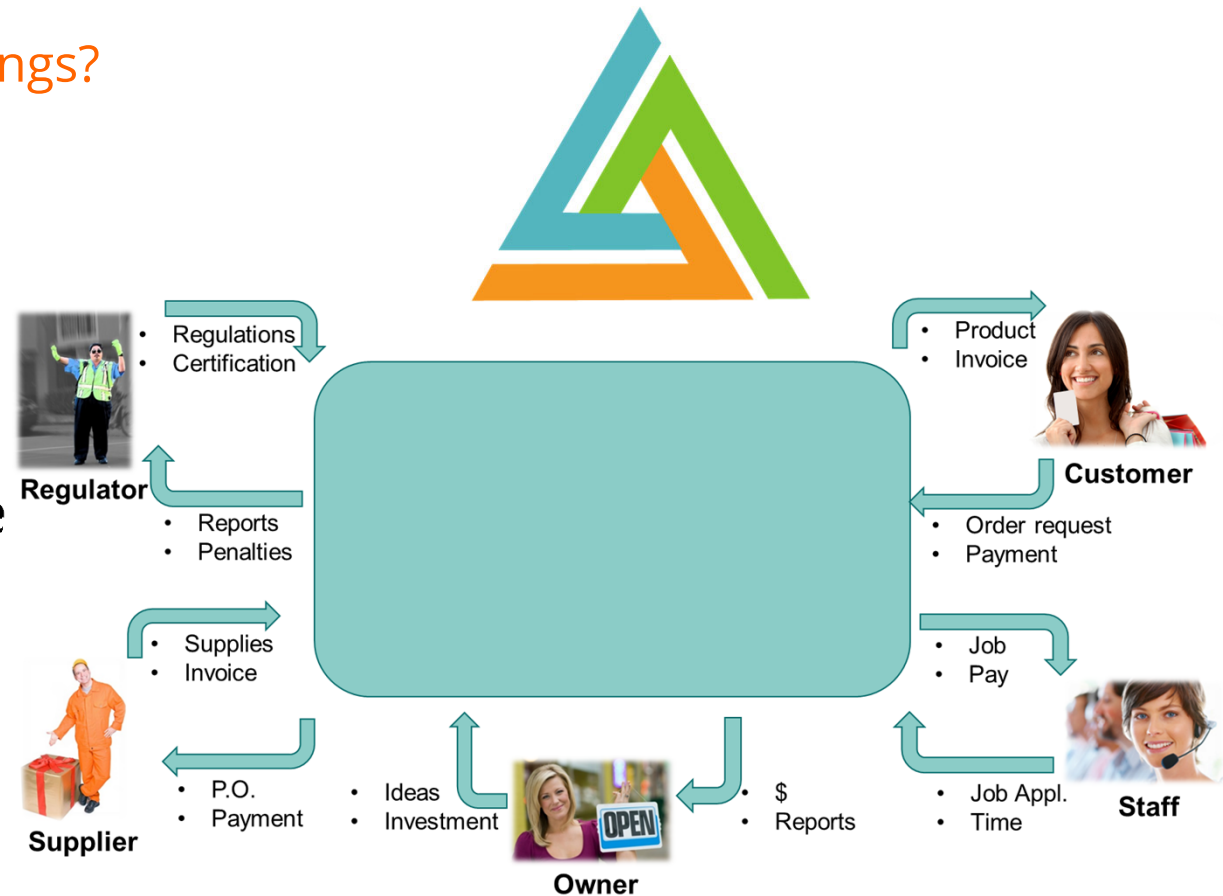 ngs?
• Regulations
• Certification
Regulator
• Reports
• Penalties
e
• Supplies
• Invoice
• P.O.
• Payment
Supplier
• Ideas
• Investment
OPEN
Owner
• $
• Reports
• Product
• Invoice
Customer
• Order request
• Payment
• Job
• Pay
• Job Appl.
• Time
Staff